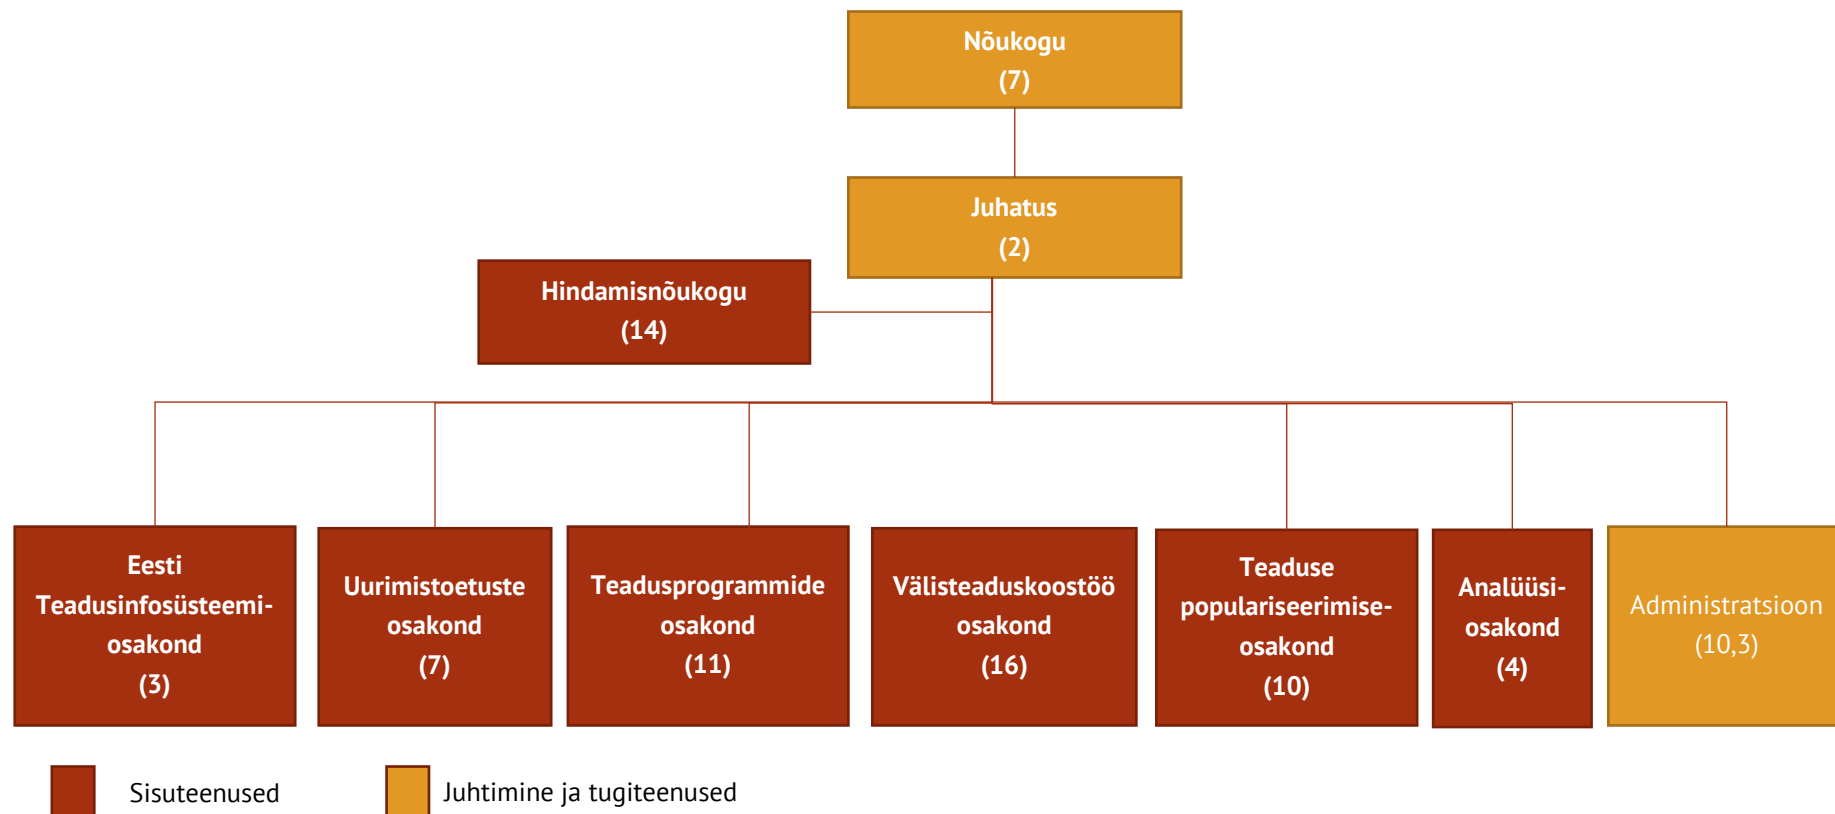 Nõukogu
(7)
Juhatus
(2)
Hindamisnõukogu
(14)
Eesti
Teadusinfosüsteemi-
osakond
(3)
Uurimistoetuste
osakond
(7)
Teadusprogrammide
osakond
(11)
Välisteaduskoostöö
osakond
(16)
Teaduse
populariseerimise-
osakond
(10)
Analüüsi-
osakond
(4)
Administratsioon
(10,3)
Sisuteenused
Juhtimine ja tugiteenused